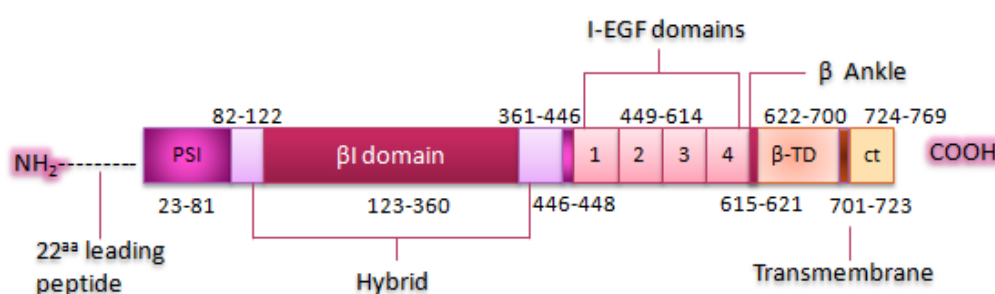 I-EGF domains
β Ankle
82-122
361-446
449-614
622-700
724-769
NH₂
PSI
βI domain
1
2
3
4
β-TD
ct
COOH
23-81
123-360
446-448
615-621
701-723
22ᵃᵃ leading
peptide
Hybrid
Transmembrane